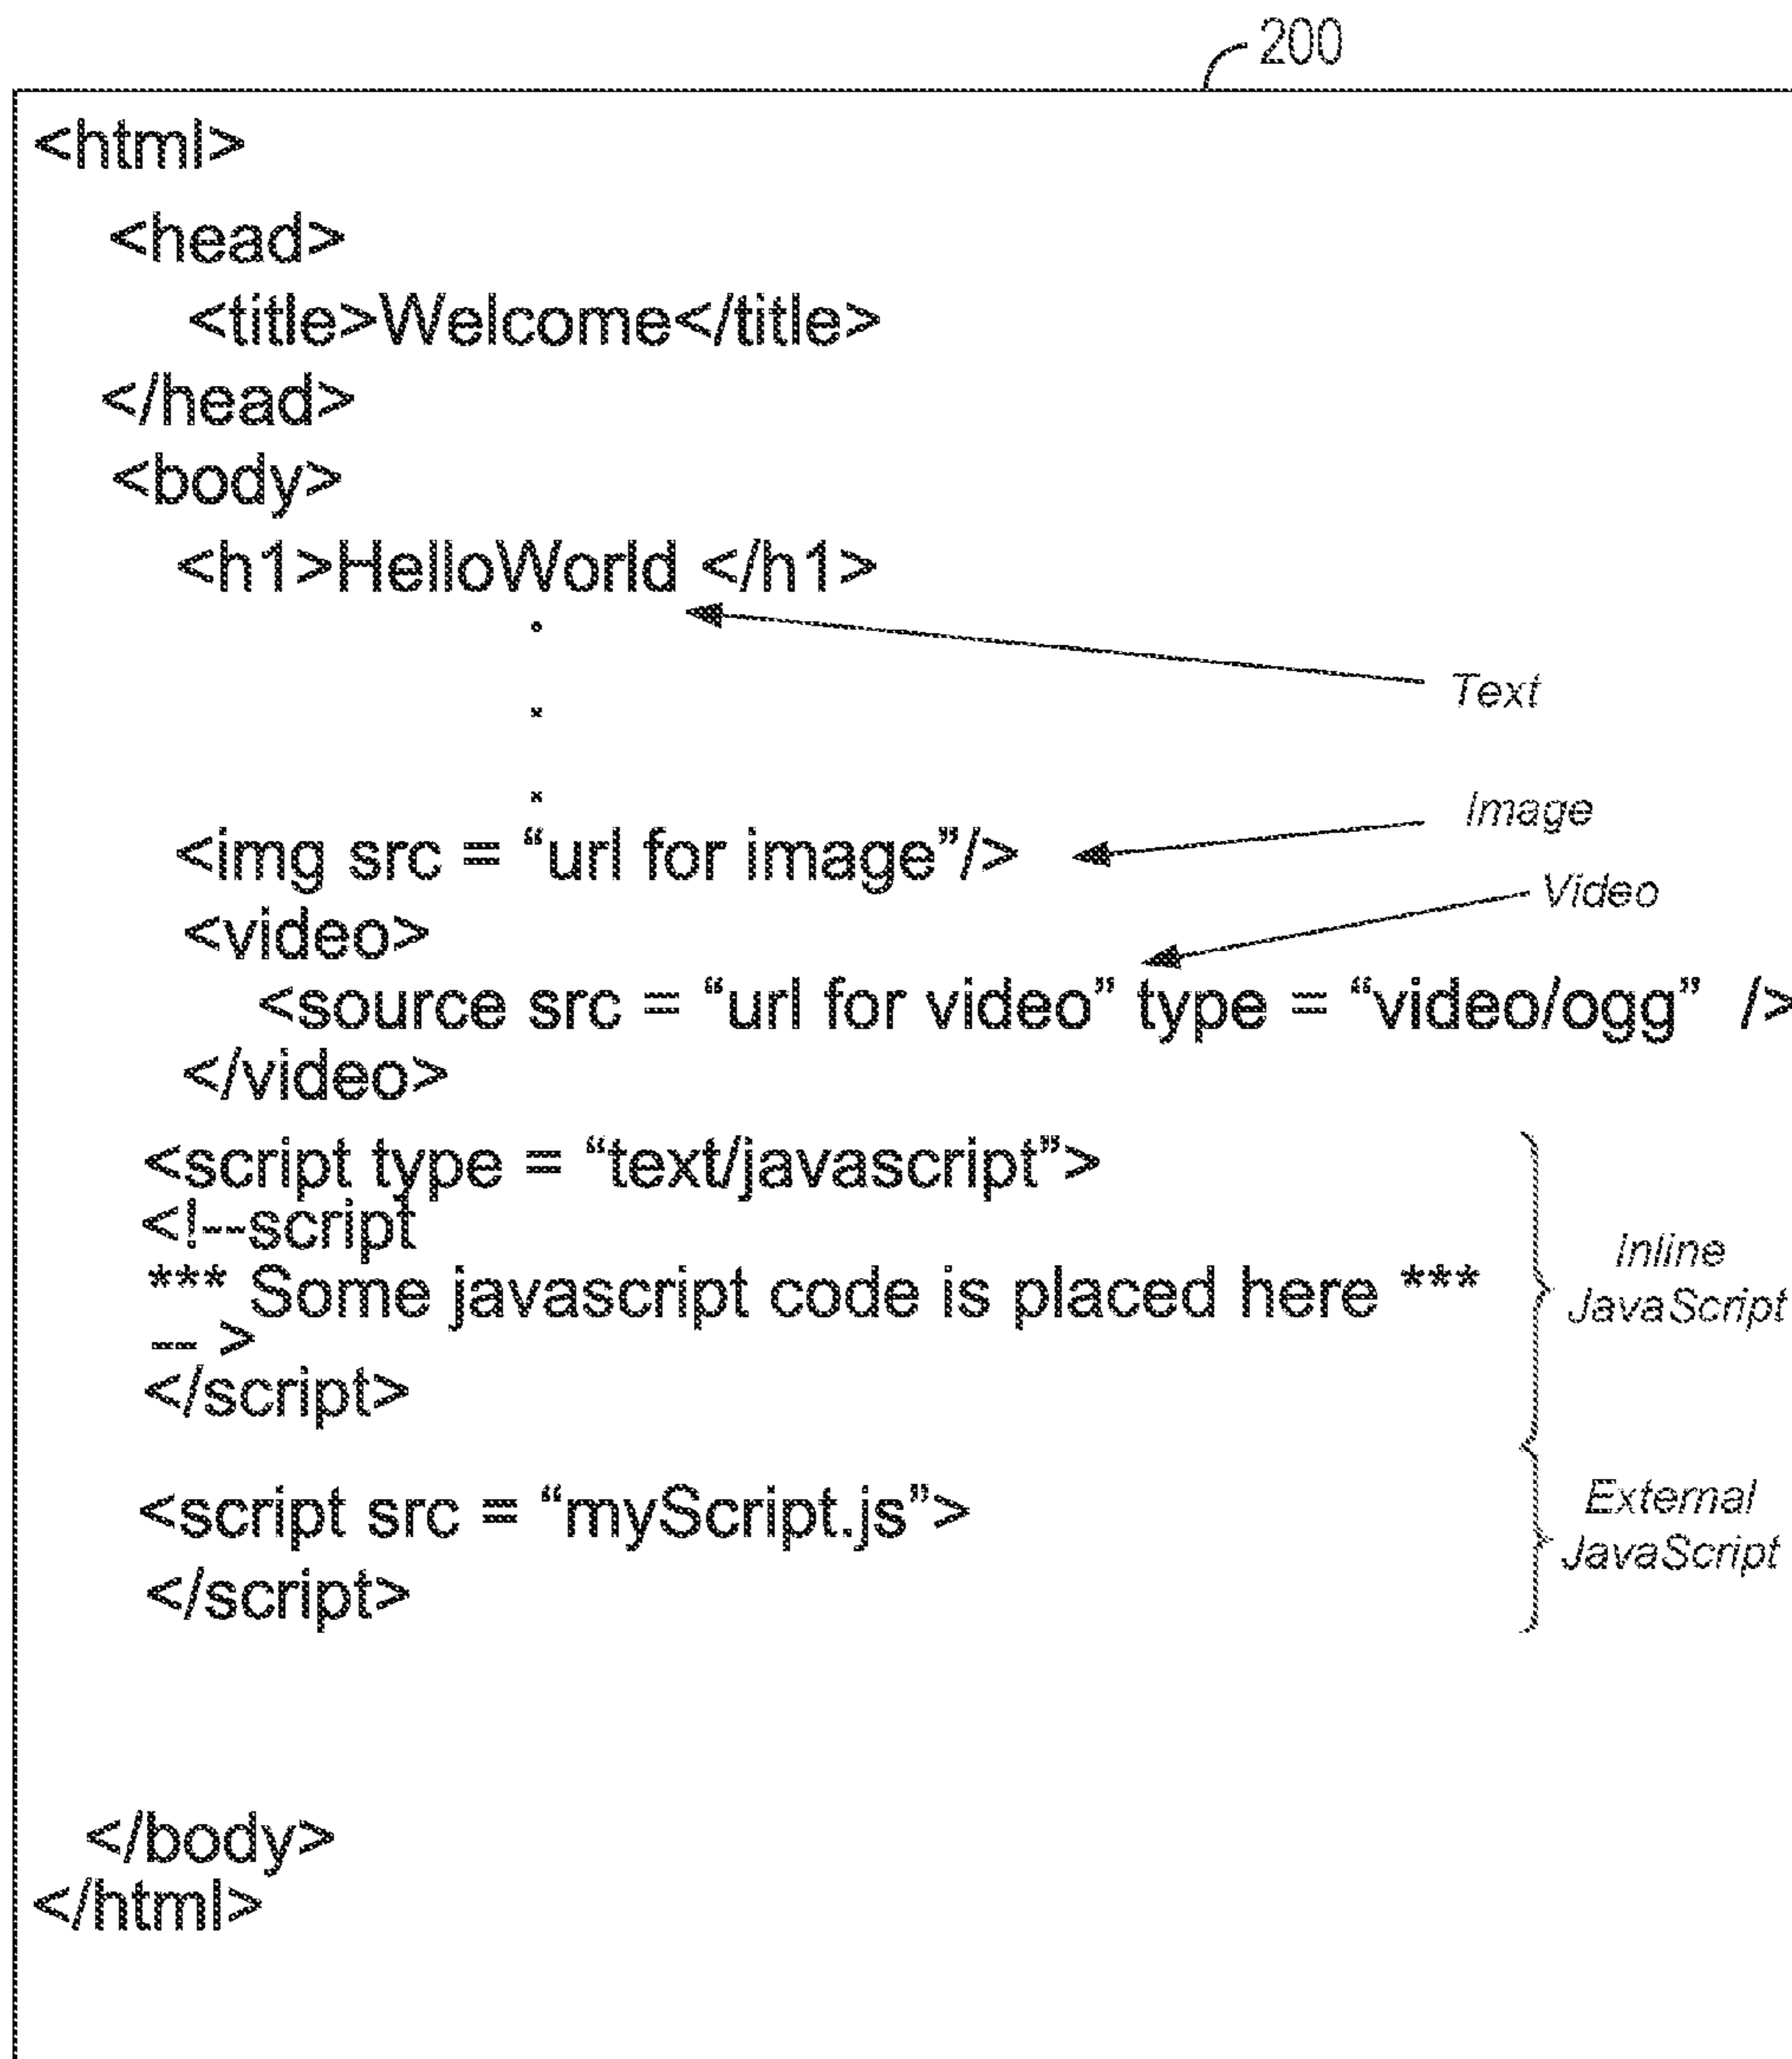 200
<html>
<head>
<title>Welcome</title>
</head>
<body>
<h1>HelloWorld </h1>
Text
Image
<img src = “url for image”/>
Video
<video>
<source src = “url for video” type = “video/ogg” />
</video>
<script type = “text/javascript”>
<!--script
*** Some javascript code is placed here ***
-- >
</script>
Inline
JavaScript
<script src = “myScript.js”>
</script>
External
JavaScript
</body>
</html>